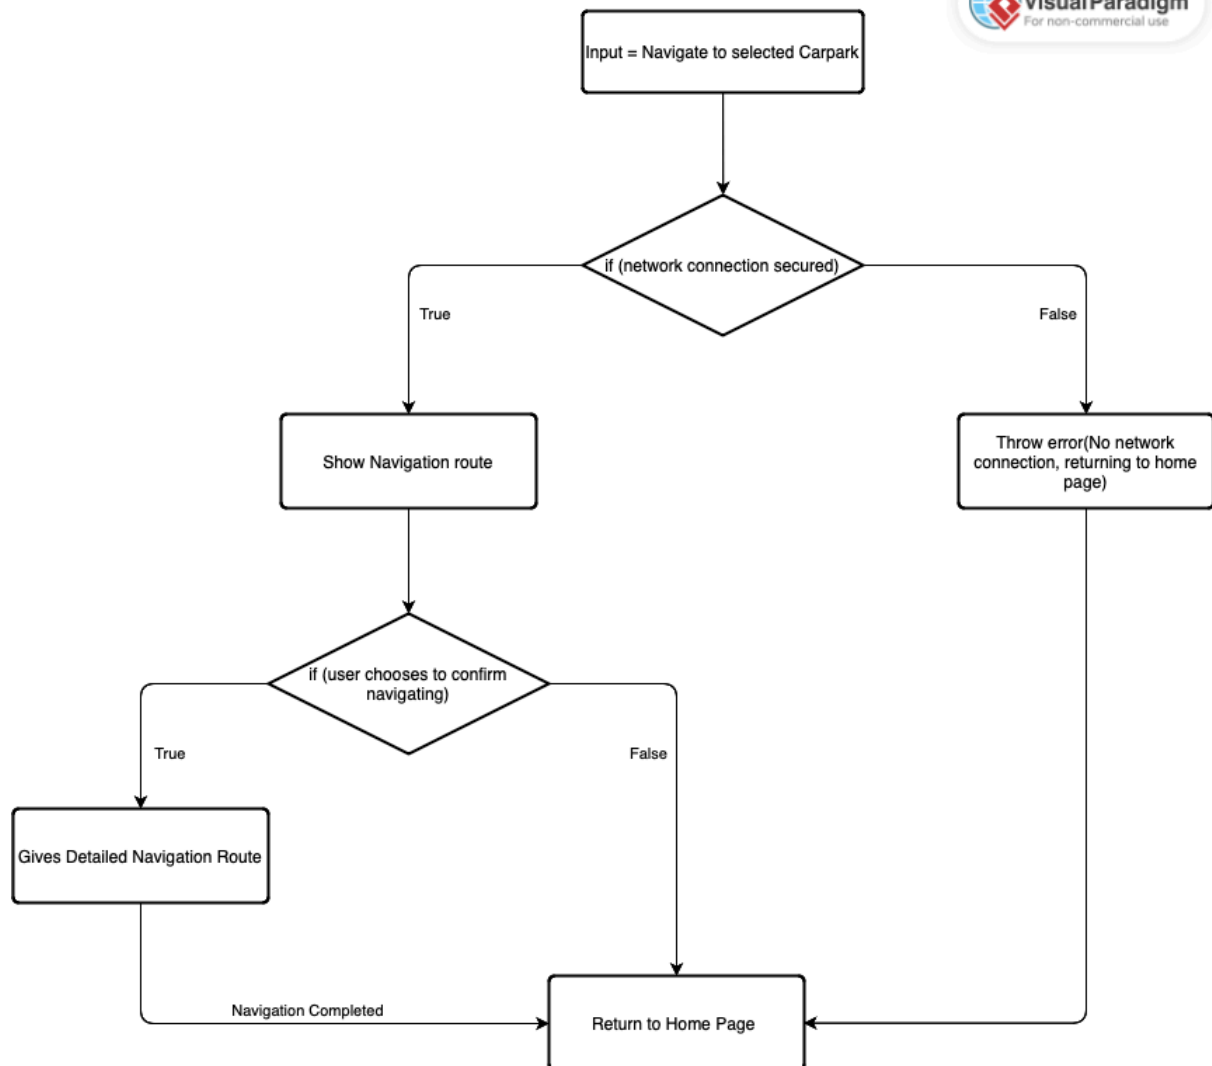 Visual Paradigm
For non-commercial use
Input = Navigate to selected Carpark
if (network connection secured)
True
False
Show Navigation route
Throw error(No network
connection, returning to home
page)
if (user chooses to confirm
navigating)
True
False
Gives Detailed Navigation Route
Navigation Completed
Return to Home Page